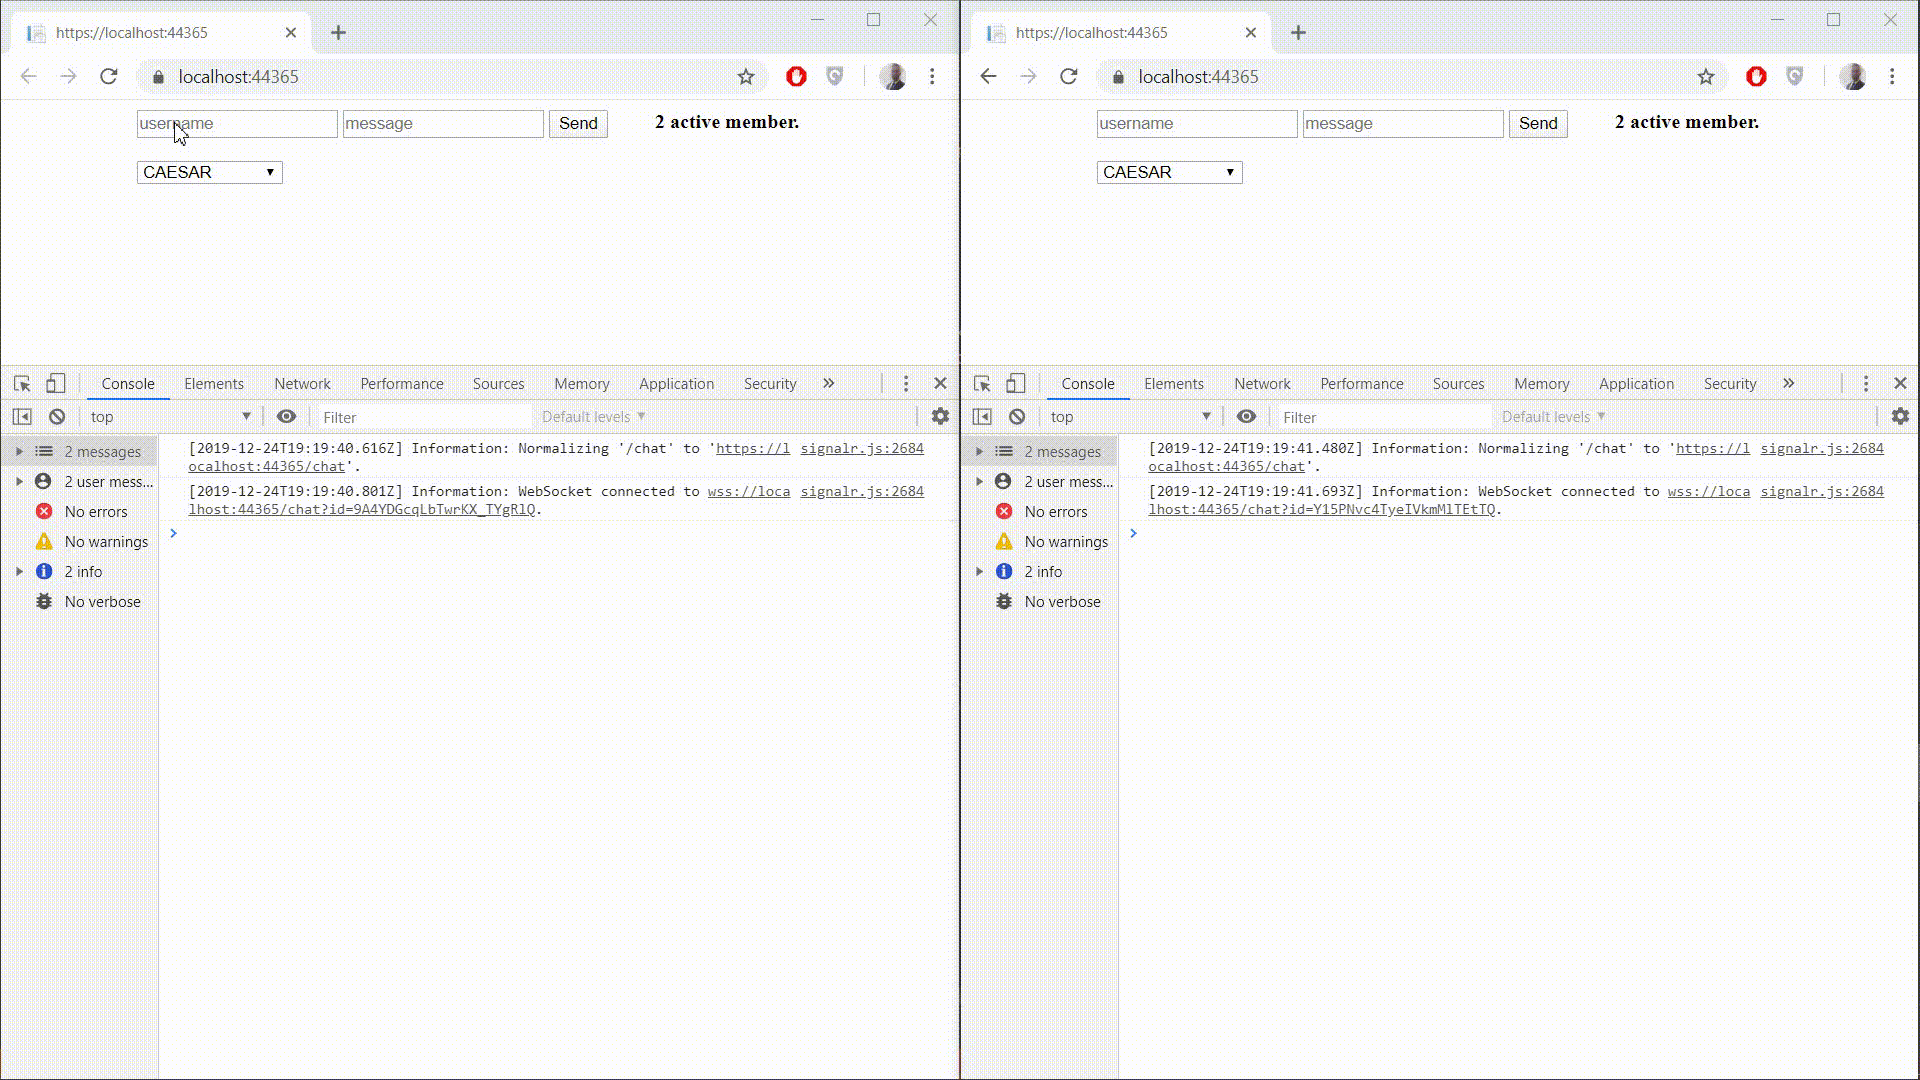 https://localhost:44365
localhost:44365
username message Send 2 active member.
CAESAR
Console Elements Network Performance Sources Memory Application Security »
top Filter Default levels
2 messages
2 user mess...
No errors
No warnings
2 info
No verbose
[2019-12-24T19:19:40.616Z] Information: Normalizing '/chat' to 'https://l signalr.js:2684
ocalhost:44365/chat'.
[2019-12-24T19:19:40.801Z] Information: WebSocket connected to wss://loca signalr.js:2684
lhost:44365/chat?id=9A4YDGcqLbTwrKX_TYgRlQ.
https://localhost:44365
localhost:44365
username message Send 2 active member.
CAESAR
Console Elements Network Performance Sources Memory Application Security »
top Filter Default levels
2 messages
2 user mess...
No errors
No warnings
2 info
No verbose
[2019-12-24T19:19:41.480Z] Information: Normalizing '/chat' to 'https://l signalr.js:2684
ocalhost:44365/chat'.
[2019-12-24T19:19:41.693Z] Information: WebSocket connected to wss://loca signalr.js:2684
lhost:44365/chat?id=Y15PNvc4TyeIVkmMlTEtTQ.